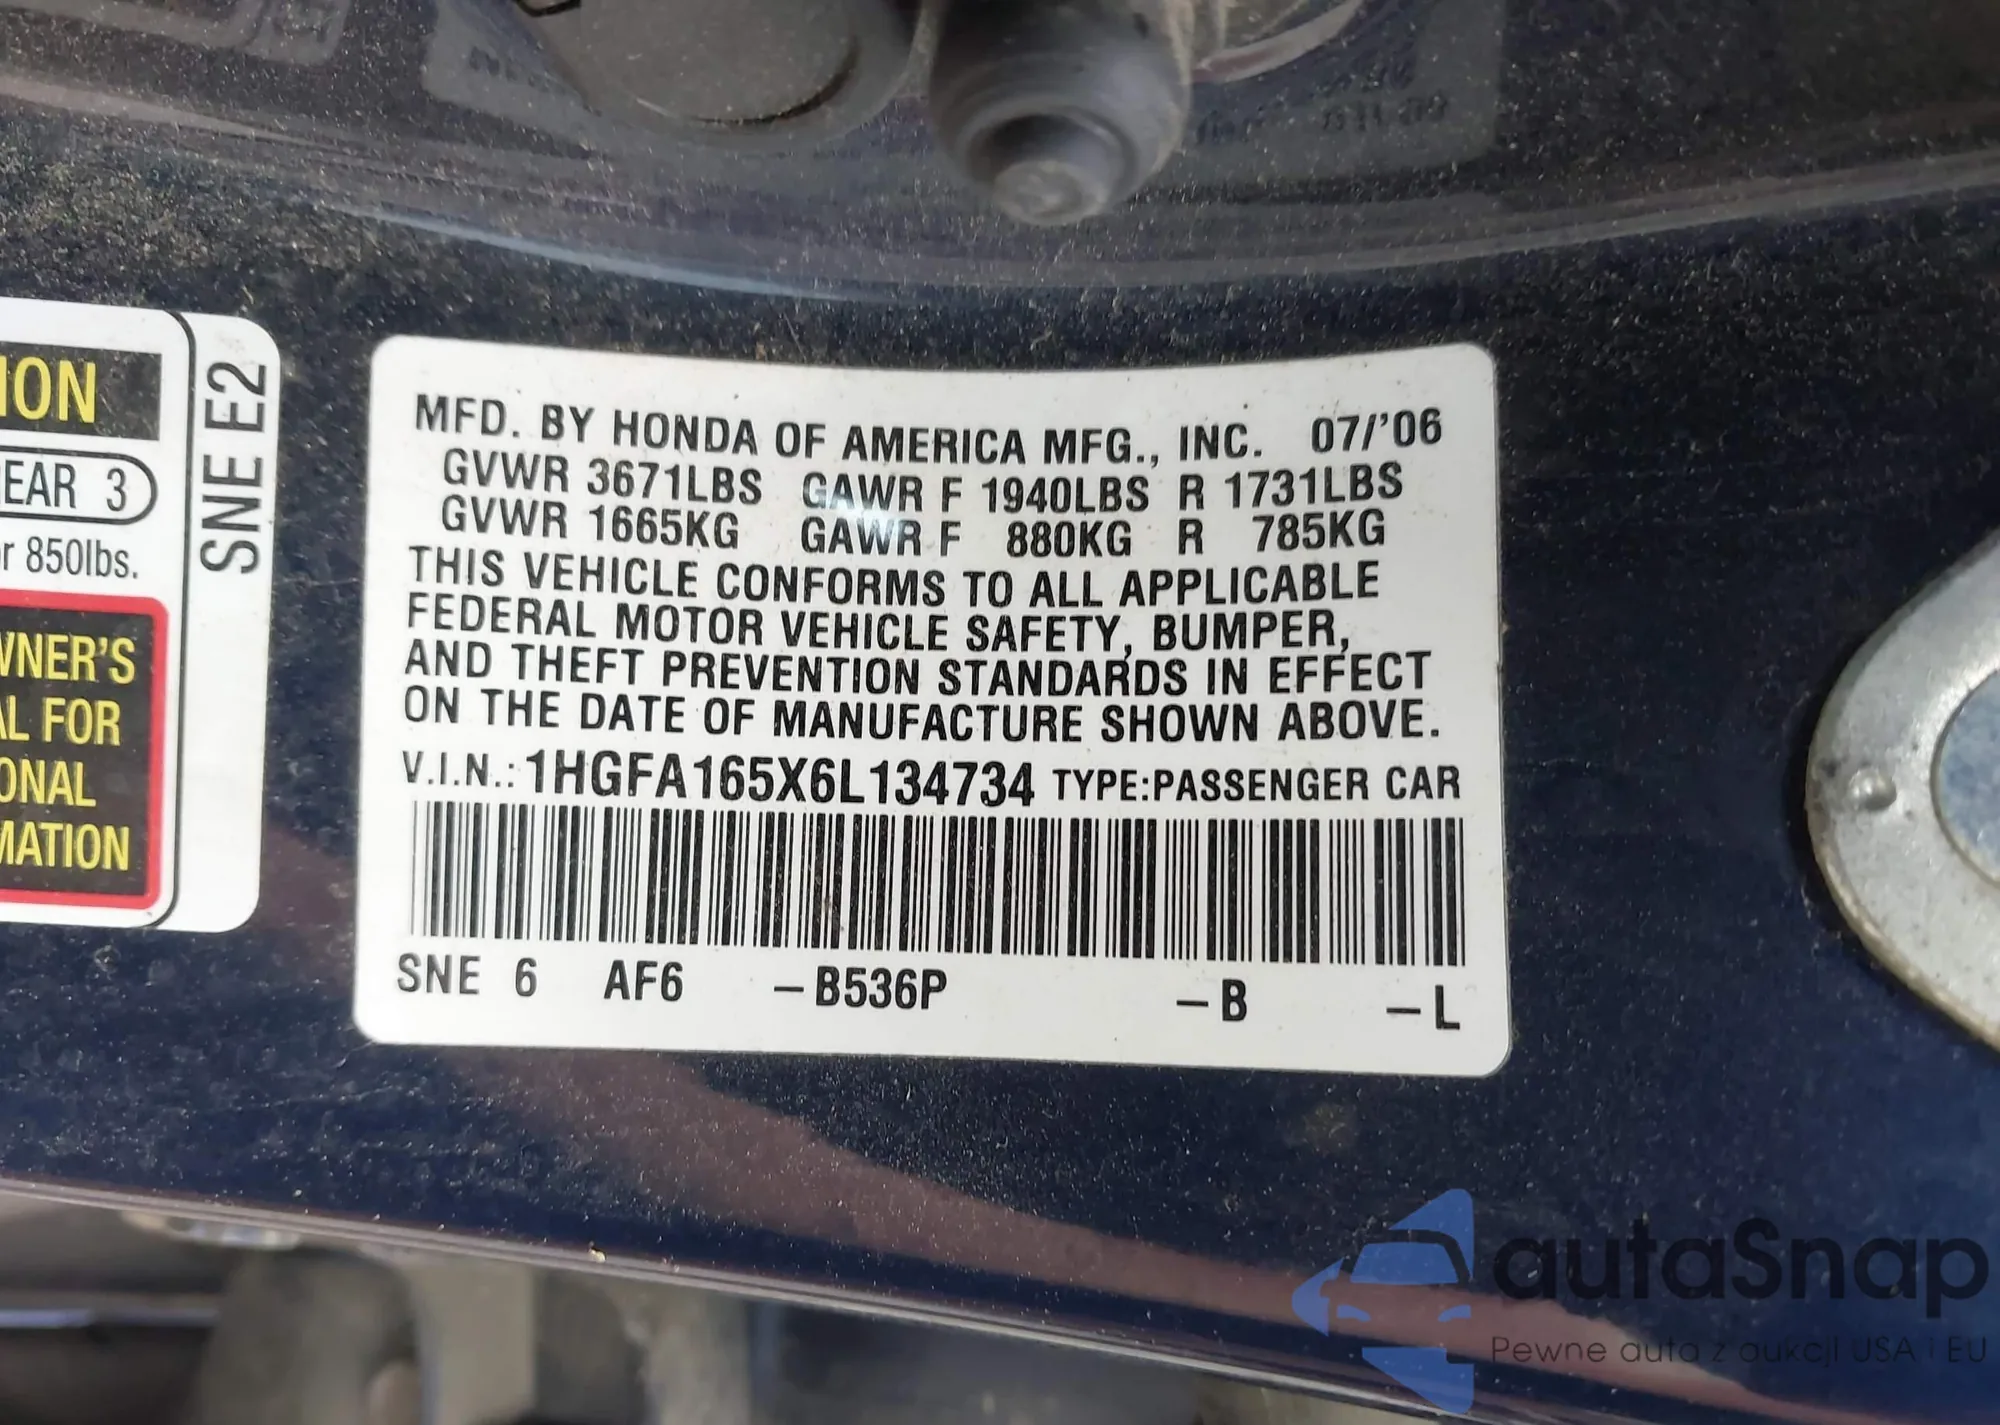 ION
EAR 3
r 850lbs.
WNER'S
AL FOR
ONAL
MATION
SNE E2
MFD. BY HONDA OF AMERICA MFG., INC. 07/'06
GVWR 3671LBS GAWR F 1940LBS R 1731LBS
GVWR 1665KG GAWR F 880KG R 785KG
THIS VEHICLE CONFORMS TO ALL APPLICABLE
FEDERAL MOTOR VEHICLE SAFETY, BUMPER,
AND THEFT PREVENTION STANDARDS IN EFFECT
ON THE DATE OF MANUFACTURE SHOWN ABOVE.
V.I.N.: 1HGFA165X6L134734 TYPE:PASSENGER CAR
SNE 6 AF6 –B536P –B –L
autaSnap
Pewne auta z aukcji USA i EU